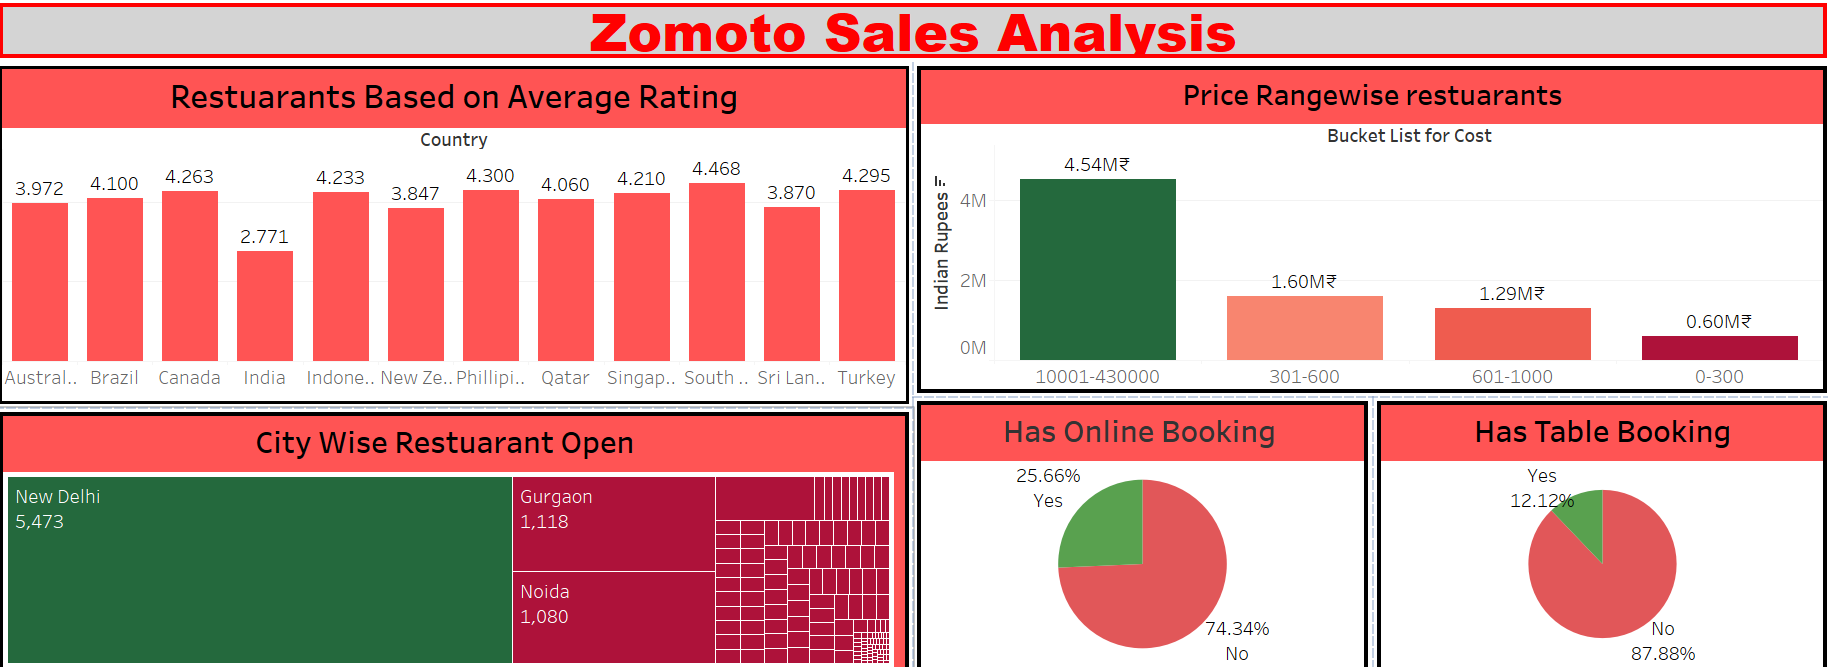 Zomoto Sales Analysis
Restuarants Based on Average Rating
Country
3.972 4.100 4.263 2.771 4.233 3.847 4.300 4.060 4.210 4.468 3.870 4.295
Austral.. Brazil Canada India Indone.. New Ze.. Phillipi.. Qatar Singap.. South .. Sri Lan.. Turkey
Price Rangewise restuarants
Bucket List for Cost
Indian Rupees
4M
2M
0M
4.54M₹ 1.60M₹ 1.29M₹ 0.60M₹
10001-430000 301-600 601-1000 0-300
City Wise Restuarant Open
New Delhi
5,473
Gurgaon
1,118
Noida
1,080
Has Online Booking
25.66%
Yes
74.34%
No
Has Table Booking
Yes
12.12%
No
87.88%